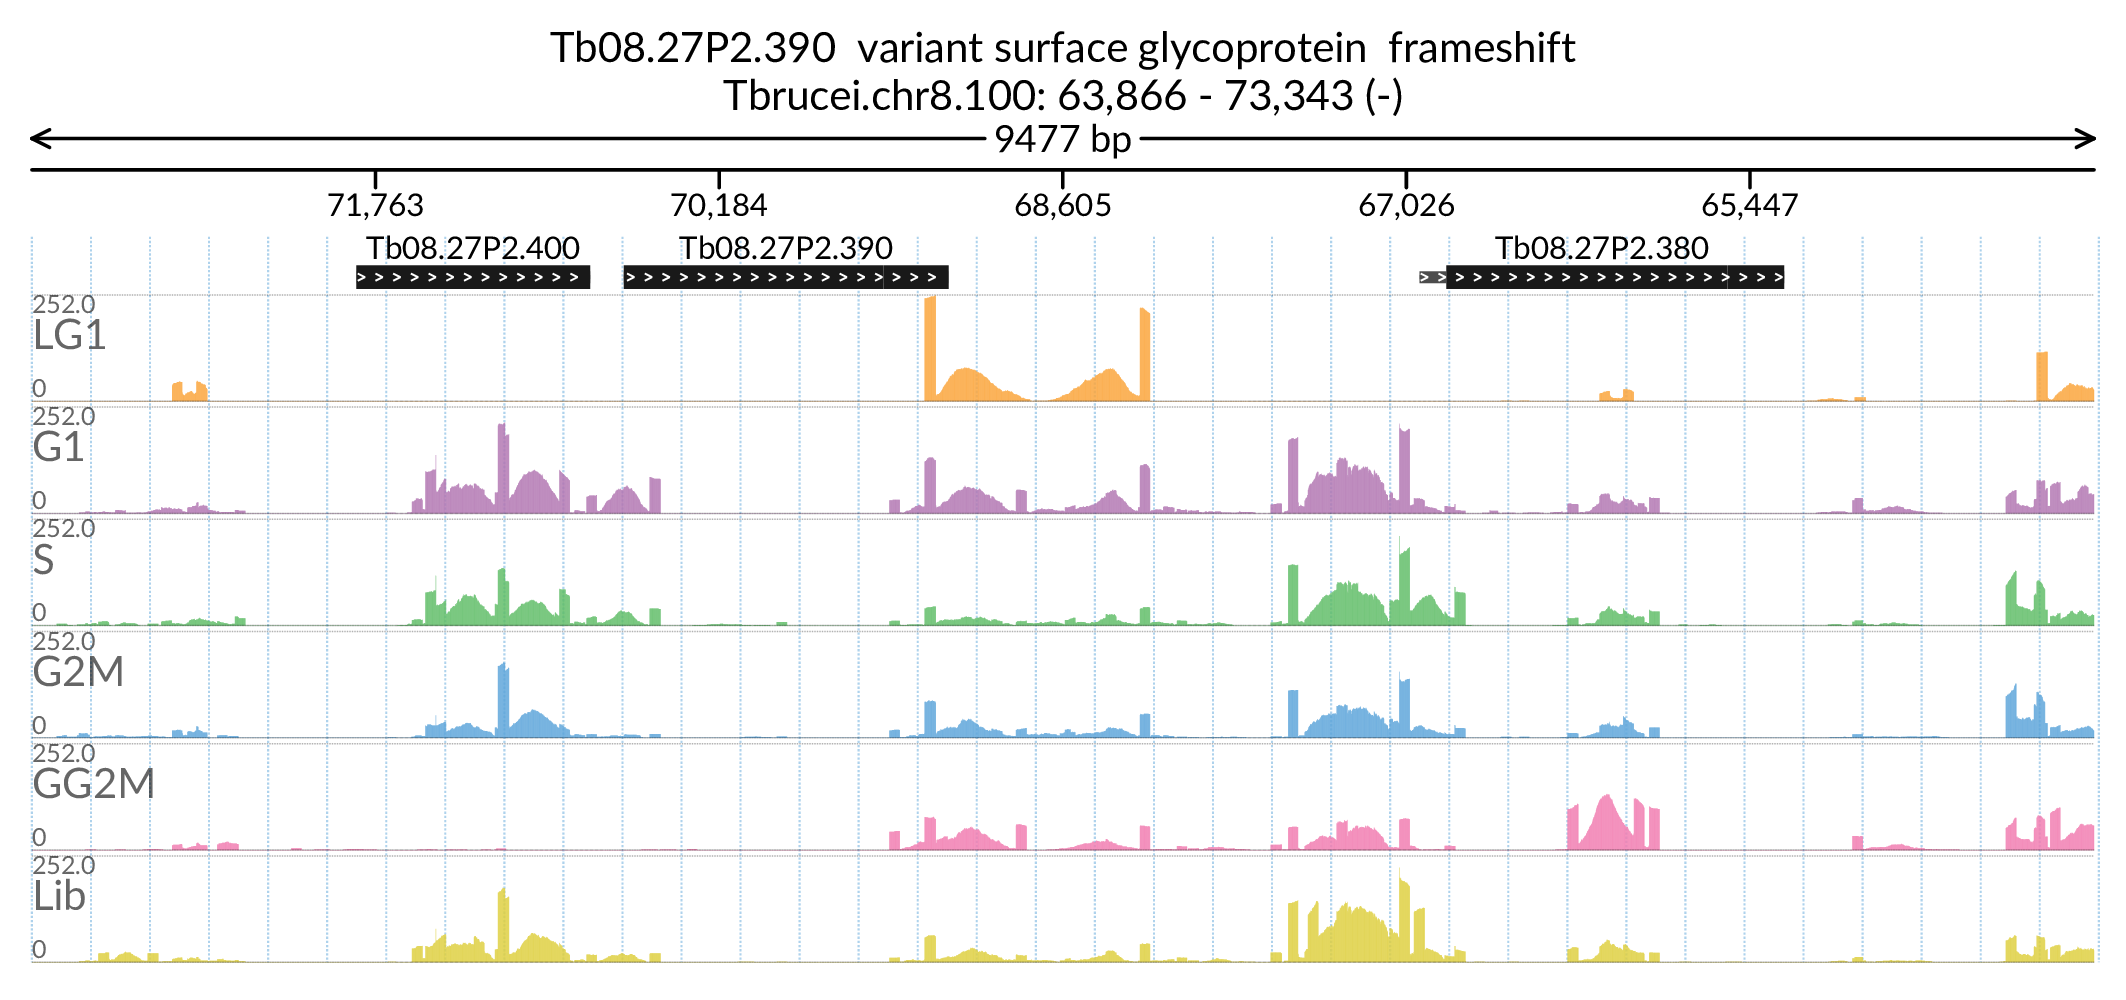 Tb08.27P2.390 variant surface glycoprotein frameshift
Tbrucei.chr8.100: 63,866 - 73,343 (-)
9477 bp
71,763 70,184 68,605 67,026 65,447
Tb08.27P2.400 Tb08.27P2.390 Tb08.27P2.380
252.0
LG1
0
252.0
G1
0
252.0
S
0
252.0
G2M
0
252.0
GG2M
0
252.0
Lib
0